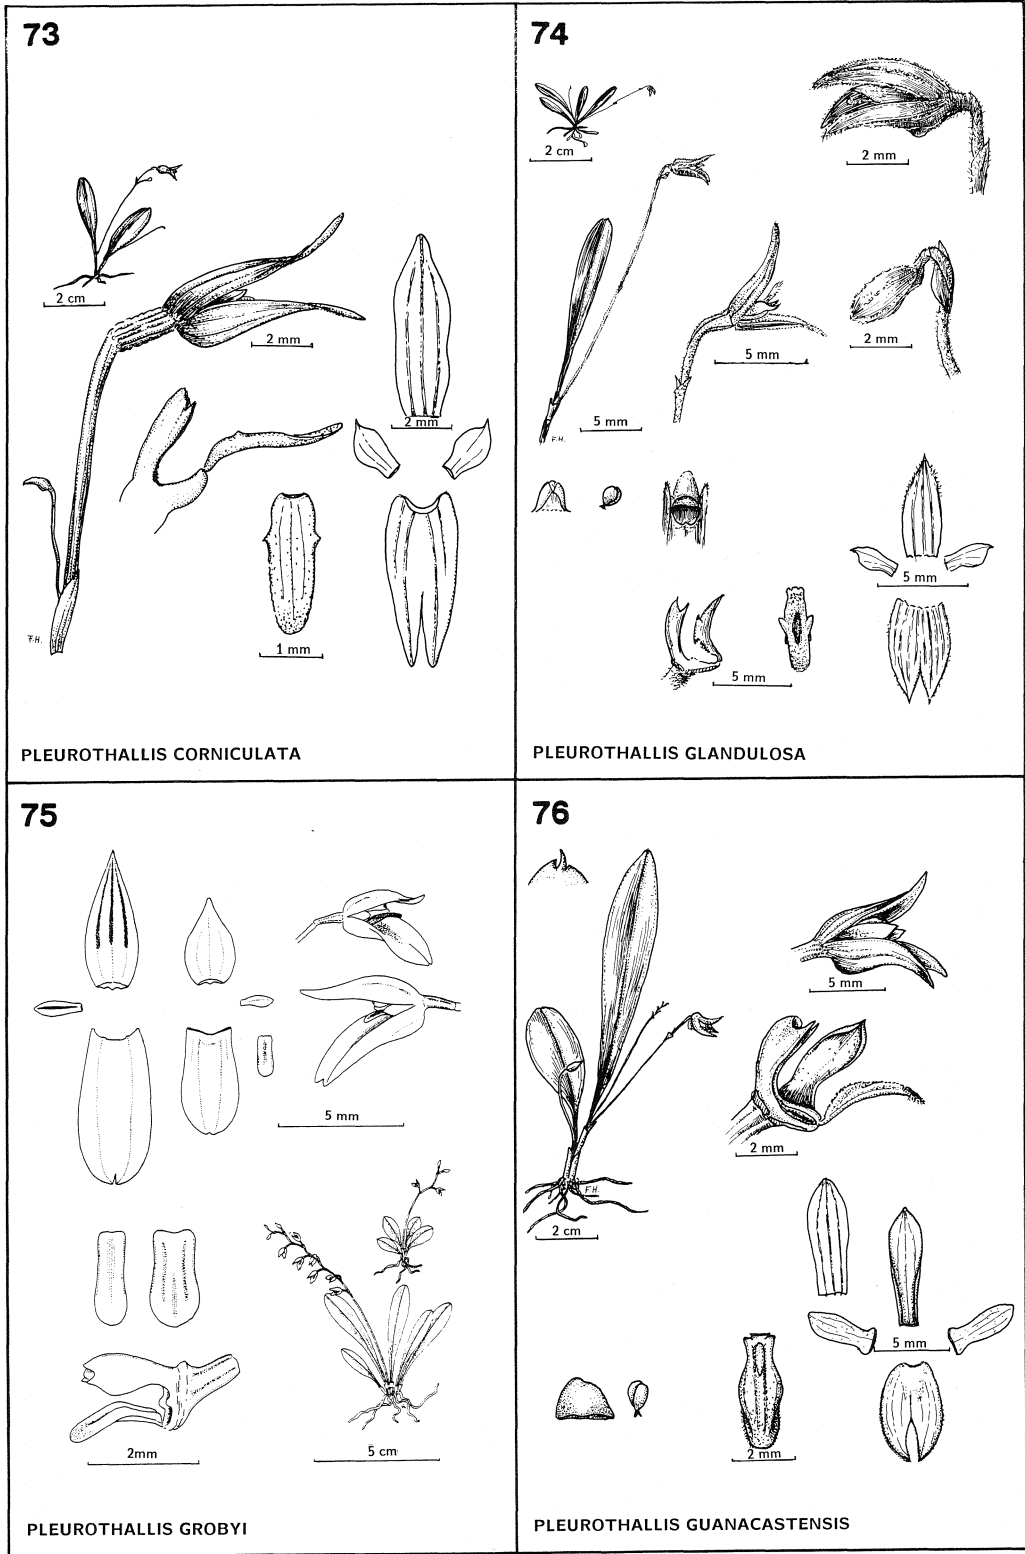 73
2 cm
2 mm
2 mm
1 mm
F.H.
PLEUROTHALLIS CORNICULATA
74
2 cm
2 mm
5 mm
2 mm
5 mm
F.H.
5 mm
5 mm
PLEUROTHALLIS GLANDULOSA
75
5 mm
2mm
5 cm
PLEUROTHALLIS GROBYI
76
5 mm
2 mm
F.H.
2 cm
5 mm
2 mm
PLEUROTHALLIS GUANACASTENSIS